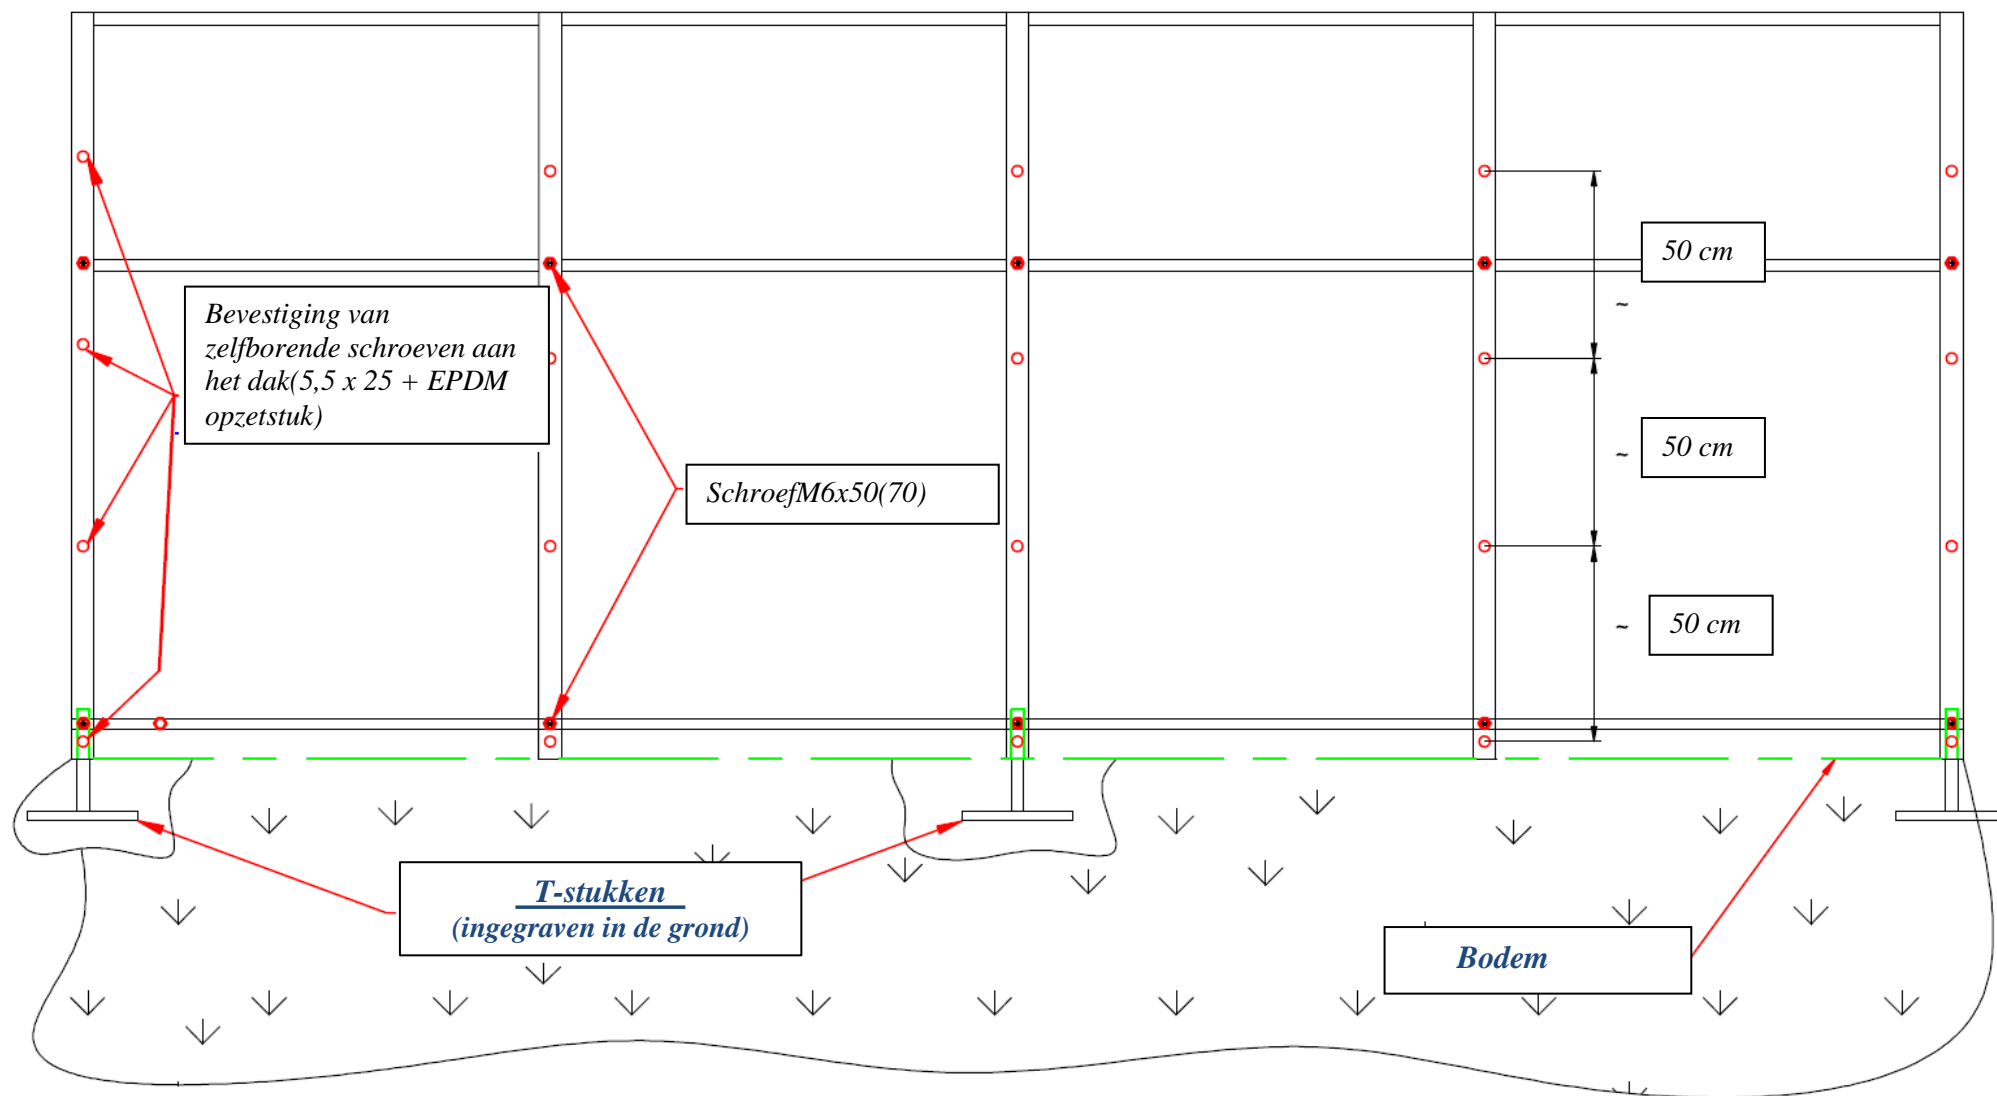 50 cm
~
Bevestiging van
zelfborende schroeven aan
het dak(5,5 x 25 + EPDM
opzetstuk)
~ 50 cm
SchroefM6x50(70)
~ 50 cm
T-stukken
(ingegraven in de grond)
Bodem